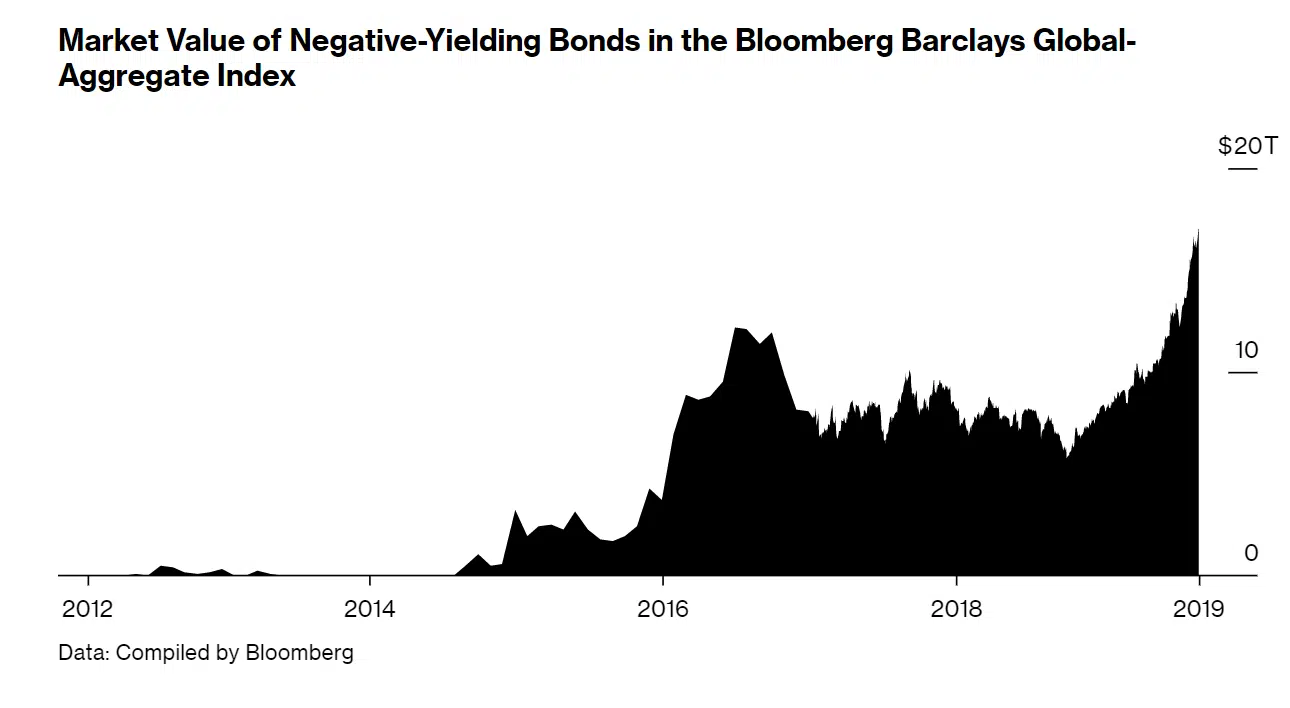 Market Value of Negative-Yielding Bonds in the Bloomberg Barclays Global-
Aggregate Index
$20T
10
0
2012 2014 2016 2018 2019
Data: Compiled by Bloomberg